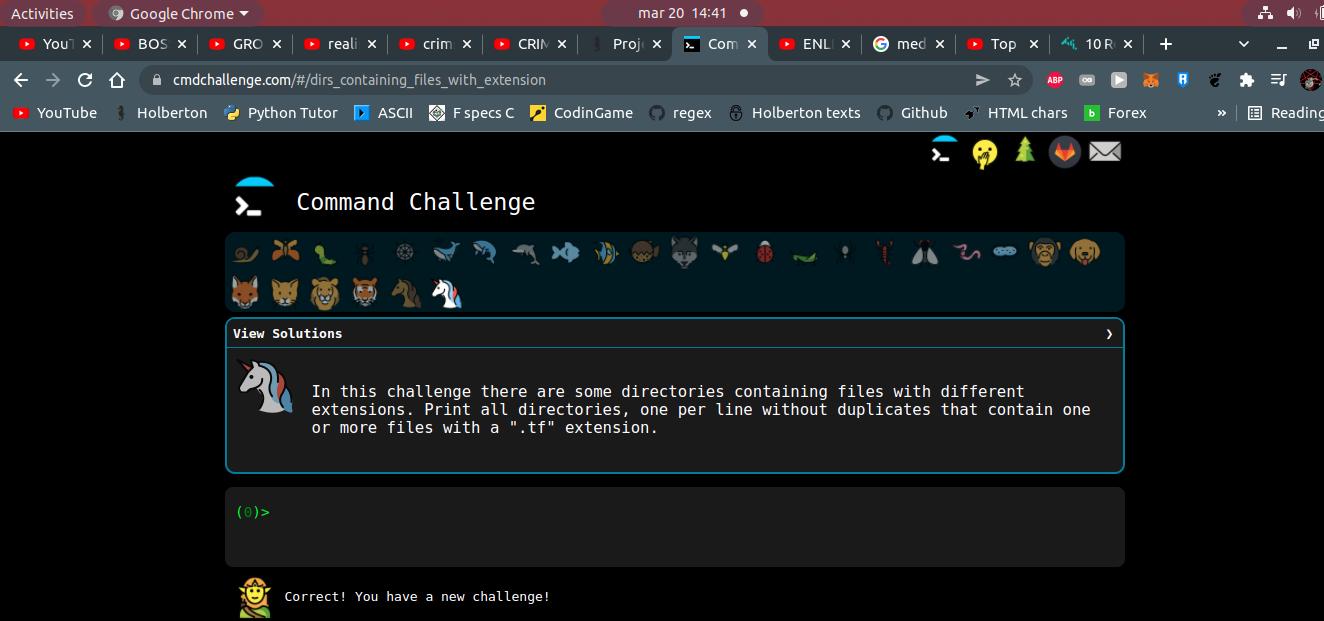 Activities Google Chrome mar 20 14:41
YouT BOS GRO reali crim CRIM Proj Com ENLI med Top 10 R
cmdchallenge.com/#/dirs_containing_files_with_extension ABP
YouTube Holberton Python Tutor ASCII F specs C CodinGame regex Holberton texts Github HTML chars Forex » Reading
Command Challenge
View Solutions ❯
In this challenge there are some directories containing files with different
extensions. Print all directories, one per line without duplicates that contain one
or more files with a ".tf" extension.
(0)>
Correct! You have a new challenge!